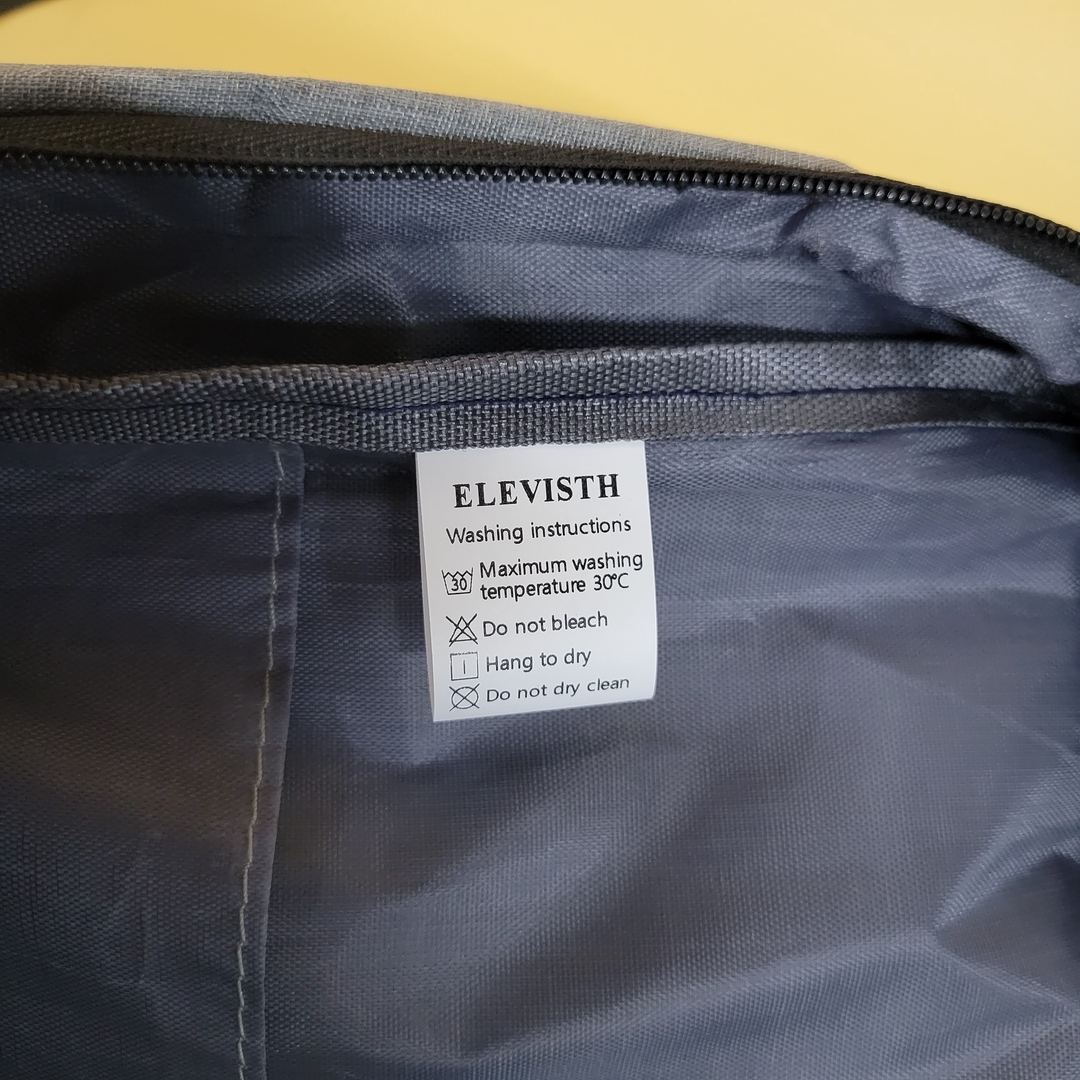 ELEVISTH
Washing instructions
30 Maximum washing
temperature 30°C
Do not bleach
Hang to dry
Do not dry clean